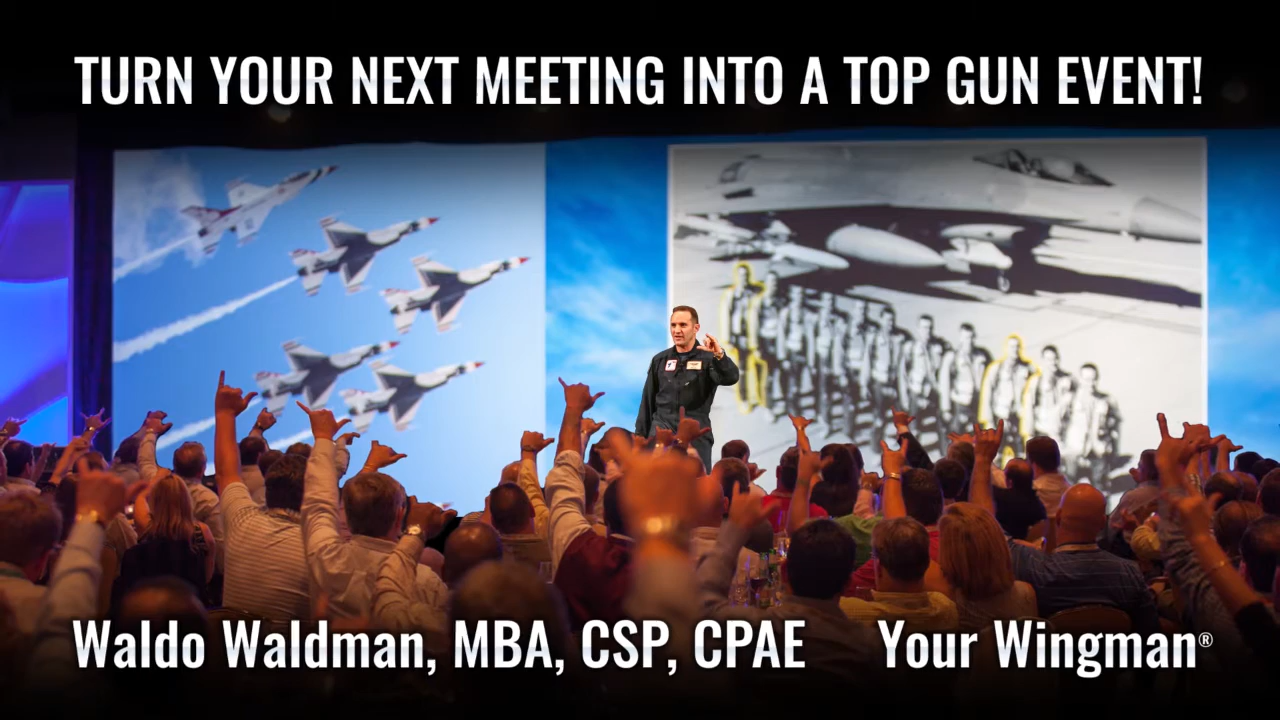 TURN YOUR NEXT MEETING INTO A TOP GUN EVENT!
Waldo Waldman, MBA, CSP, CPAE
Your Wingman®